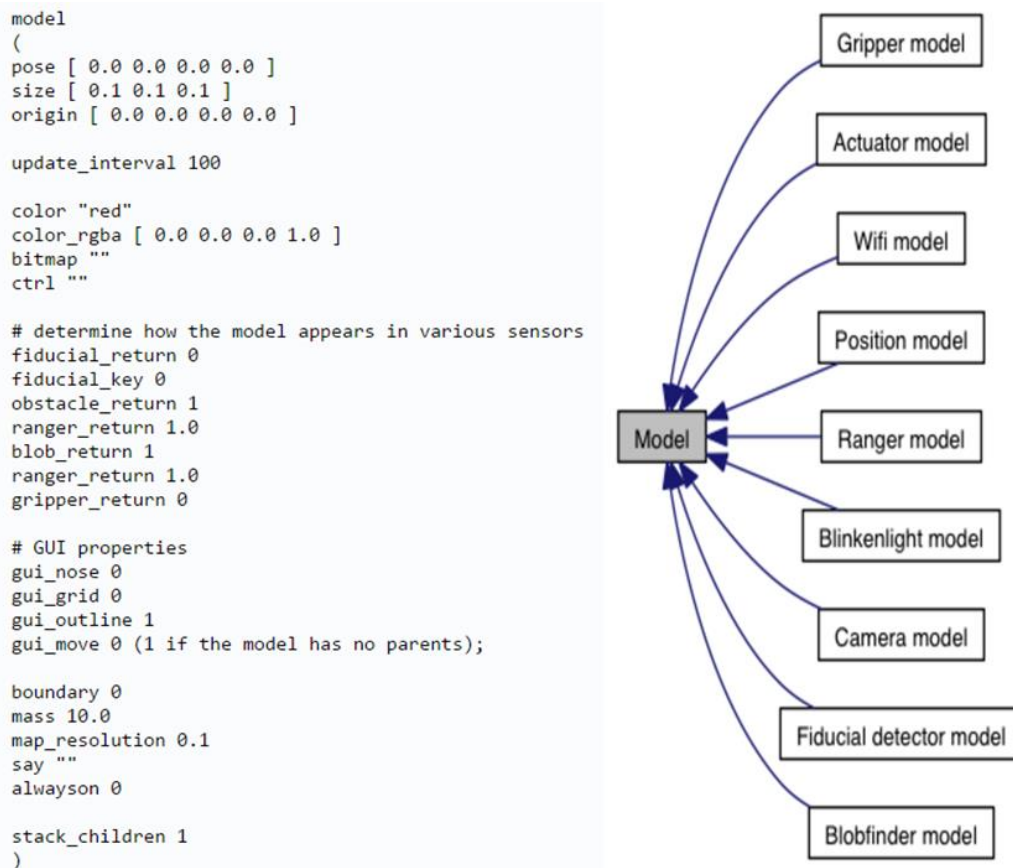 model
(
pose [ 0.0 0.0 0.0 0.0 ]
size [ 0.1 0.1 0.1 ]
origin [ 0.0 0.0 0.0 0.0 ]
update_interval 100
color "red"
color_rgba [ 0.0 0.0 0.0 1.0 ]
bitmap ""
ctrl ""
# determine how the model appears in various sensors
fiducial_return 0
fiducial_key 0
obstacle_return 1
ranger_return 1.0
blob_return 1
ranger_return 1.0
gripper_return 0
# GUI properties
gui_nose 0
gui_grid 0
gui_outline 1
gui_move 0 (1 if the model has no parents);
boundary 0
mass 10.0
map_resolution 0.1
say ""
alwayson 0
stack_children 1
)
Model
Gripper model
Actuator model
Wifi model
Position model
Ranger model
Blinkenlight model
Camera model
Fiducial detector model
Blobfinder model